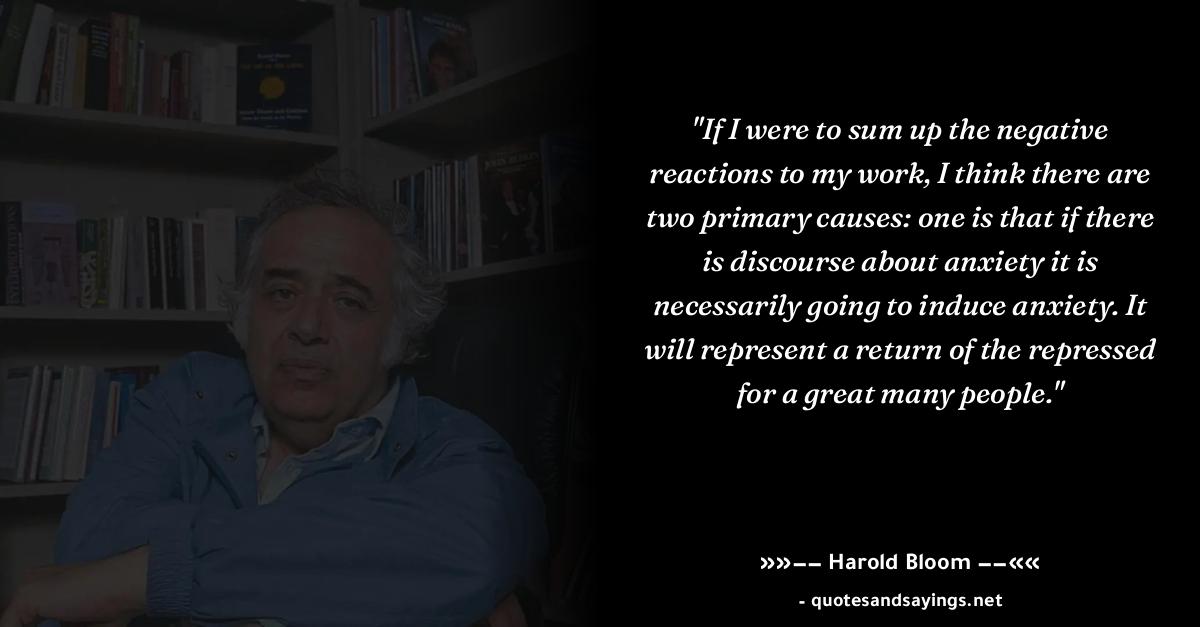 "If I were to sum up the negative
reactions to my work, I think there are
two primary causes: one is that if there
is discourse about anxiety it is
necessarily going to induce anxiety. It
will represent a return of the repressed
for a great many people."
»»−− Harold Bloom −−««
- quotesandsayings.net